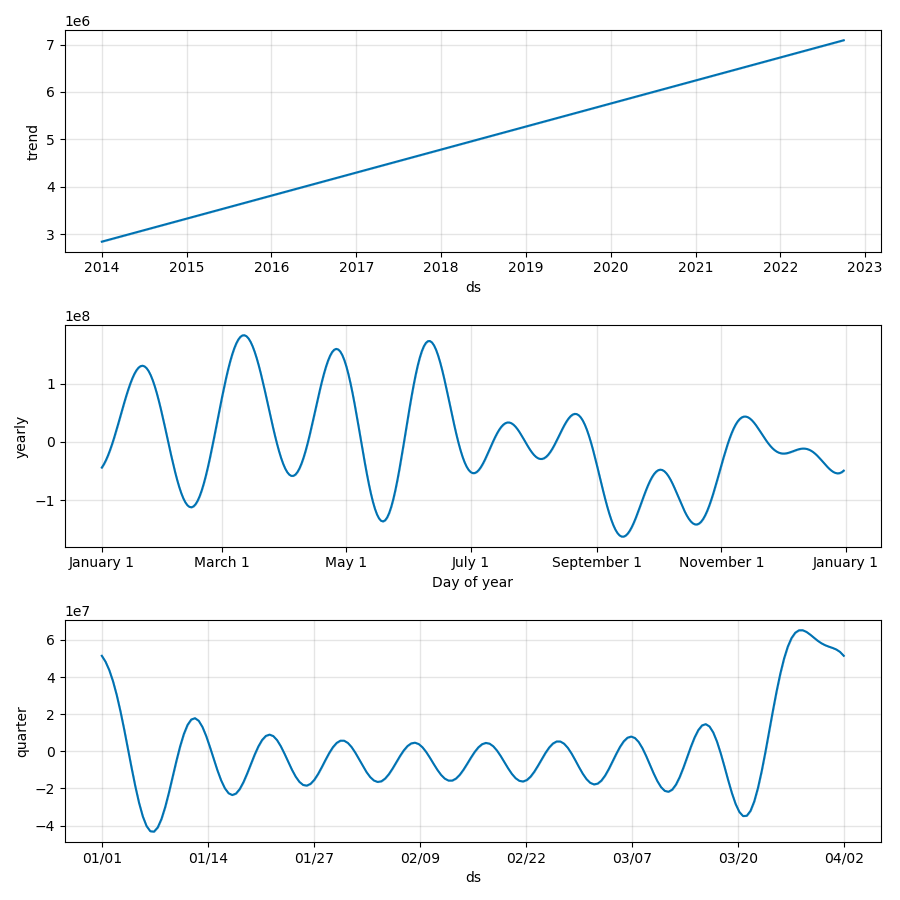 1e6
7
6
5
4
3
trend
2014 2015 2016 2017 2018 2019 2020 2021 2022 2023
ds
1e8
1
0
−1
yearly
January 1 March 1 May 1 July 1 September 1 November 1 January 1
Day of year
1e7
6
4
2
0
−2
−4
quarter
01/01 01/14 01/27 02/09 02/22 03/07 03/20 04/02
ds